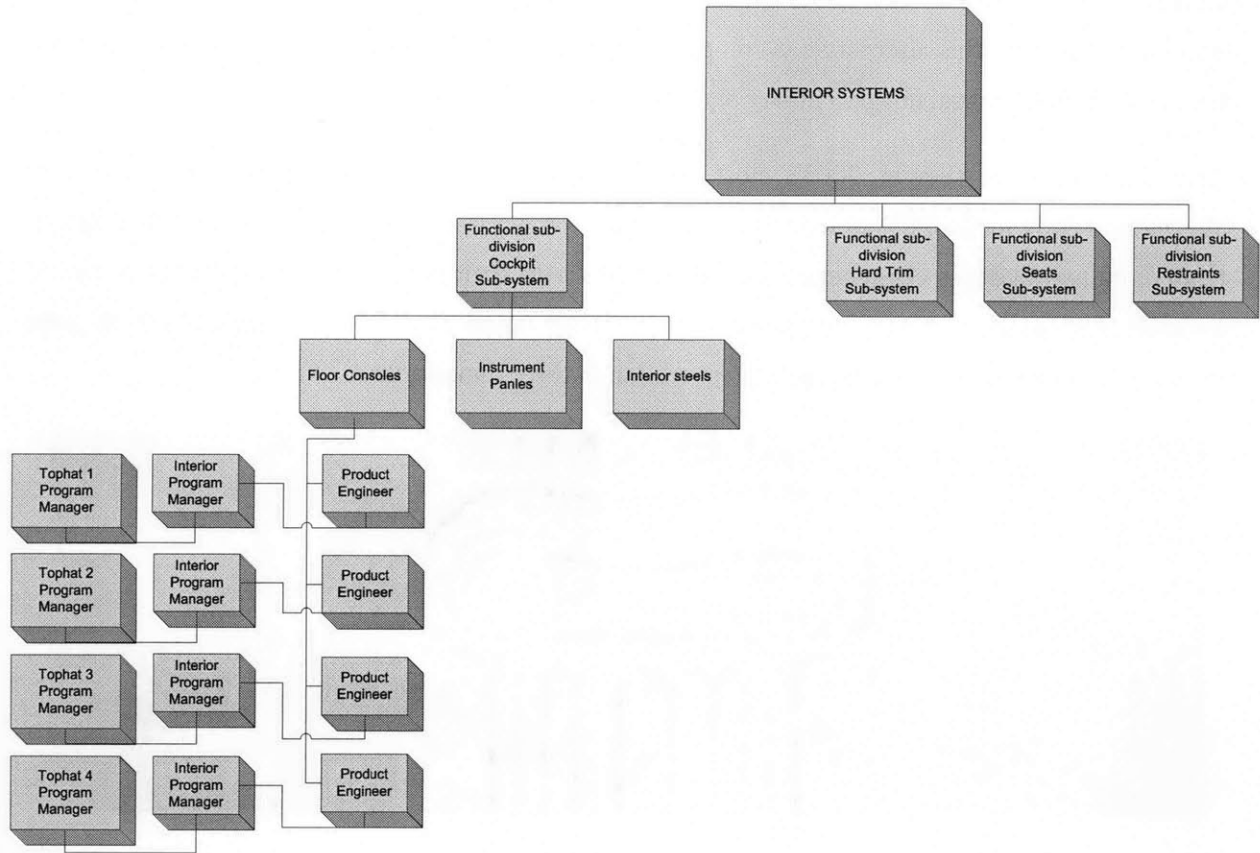 INTERIOR SYSTEMS
Functional sub-
division
Cockpit
Sub-system
Functional sub-
division
Hard Trim
Sub-system
Functional sub-
division
Seats
Sub-system
Functional sub-
division
Restraints
Sub-system
Floor Consoles
Instrument
Panles
Interior steels
Tophat 1
Program
Manager
Interior
Program
Manager
Product
Engineer
Tophat 2
Program
Manager
Interior
Program
Manager
Product
Engineer
Tophat 3
Program
Manager
Interior
Program
Manager
Product
Engineer
Tophat 4
Program
Manager
Interior
Program
Manager
Product
Engineer